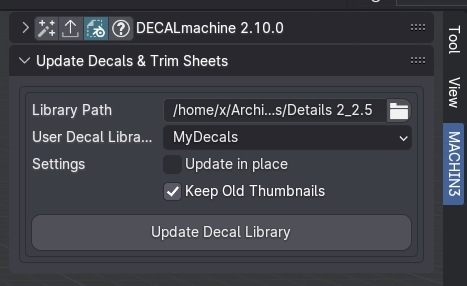 DECALmachine 2.10.0
Update Decals & Trim Sheets
Library Path /home/x/Archi...s/Details 2_2.5
User Decal Libra... MyDecals
Settings Update in place
Keep Old Thumbnails
Update Decal Library
Tool
View
MACHIN3